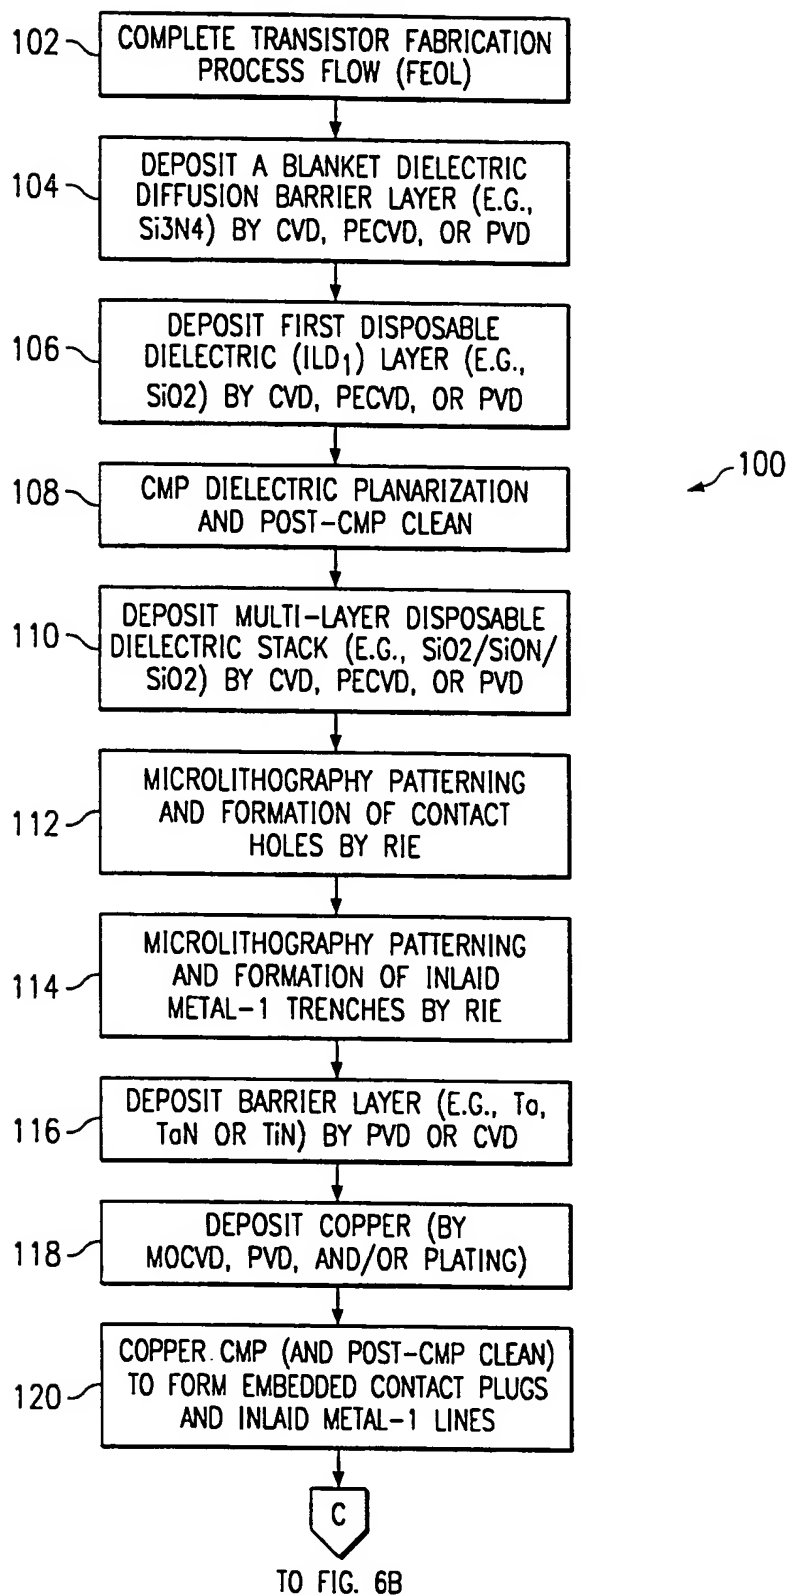 102
COMPLETE TRANSISTOR FABRICATION
PROCESS FLOW (FEOL)
104
DEPOSIT A BLANKET DIELECTRIC
DIFFUSION BARRIER LAYER (E.G.,
Si3N4) BY CVD, PECVD, OR PVD
106
DEPOSIT FIRST DISPOSABLE
DIELECTRIC (ILD1) LAYER (E.G.,
SiO2) BY CVD, PECVD, OR PVD
100
108
CMP DIELECTRIC PLANARIZATION
AND POST-CMP CLEAN
110
DEPOSIT MULTI-LAYER DISPOSABLE
DIELECTRIC STACK (E.G., SiO2/SiON/
SiO2) BY CVD, PECVD, OR PVD
112
MICROLITHOGRAPHY PATTERNING
AND FORMATION OF CONTACT
HOLES BY RIE
114
MICROLITHOGRAPHY PATTERNING
AND FORMATION OF INLAID
METAL-1 TRENCHES BY RIE
116
DEPOSIT BARRIER LAYER (E.G., Ta,
TaN OR TiN) BY PVD OR CVD
118
DEPOSIT COPPER (BY
MOCVD, PVD, AND/OR PLATING)
120
COPPER CMP (AND POST-CMP CLEAN)
TO FORM EMBEDDED CONTACT PLUGS
AND INLAID METAL-1 LINES
C
TO FIG. 6B